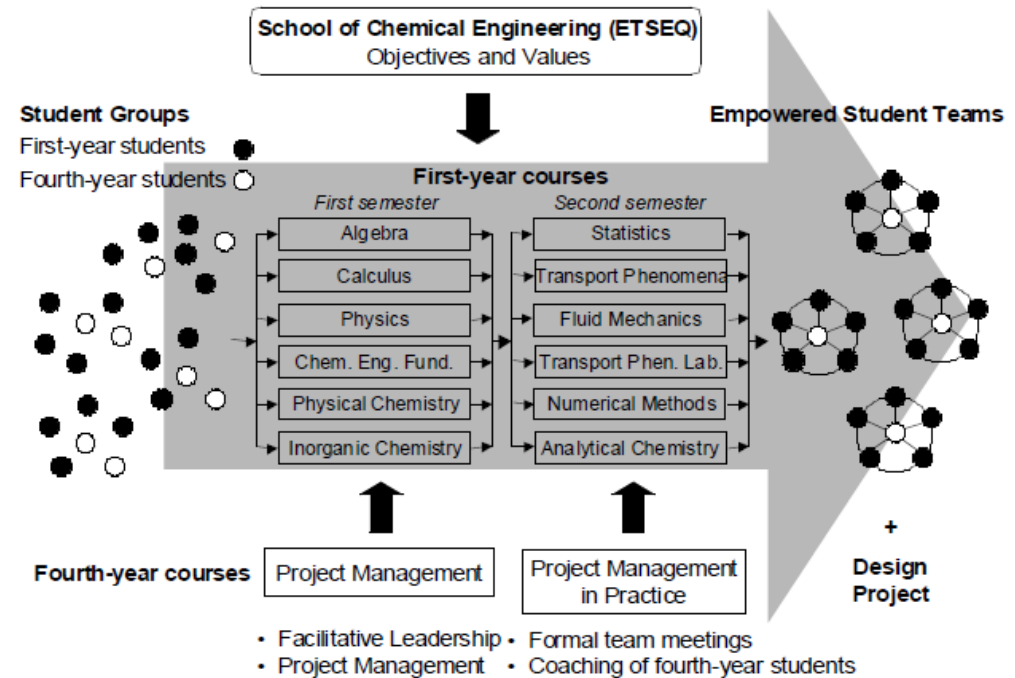 School of Chemical Engineering (ETSEQ)
Objectives and Values
Student Groups
First-year students
Fourth-year students
Empowered Student Teams
First-year courses
First semester
Second semester
Algebra
Statistics
Calculus
Transport Phenomena
Physics
Fluid Mechanics
Chem. Eng. Fund.
Transport Phen. Lab.
Physical Chemistry
Numerical Methods
Inorganic Chemistry
Analytical Chemistry
+
Design
Project
Fourth-year courses
Project Management
Project Management
in Practice
• Facilitative Leadership
• Project Management
• Formal team meetings
• Coaching of fourth-year students